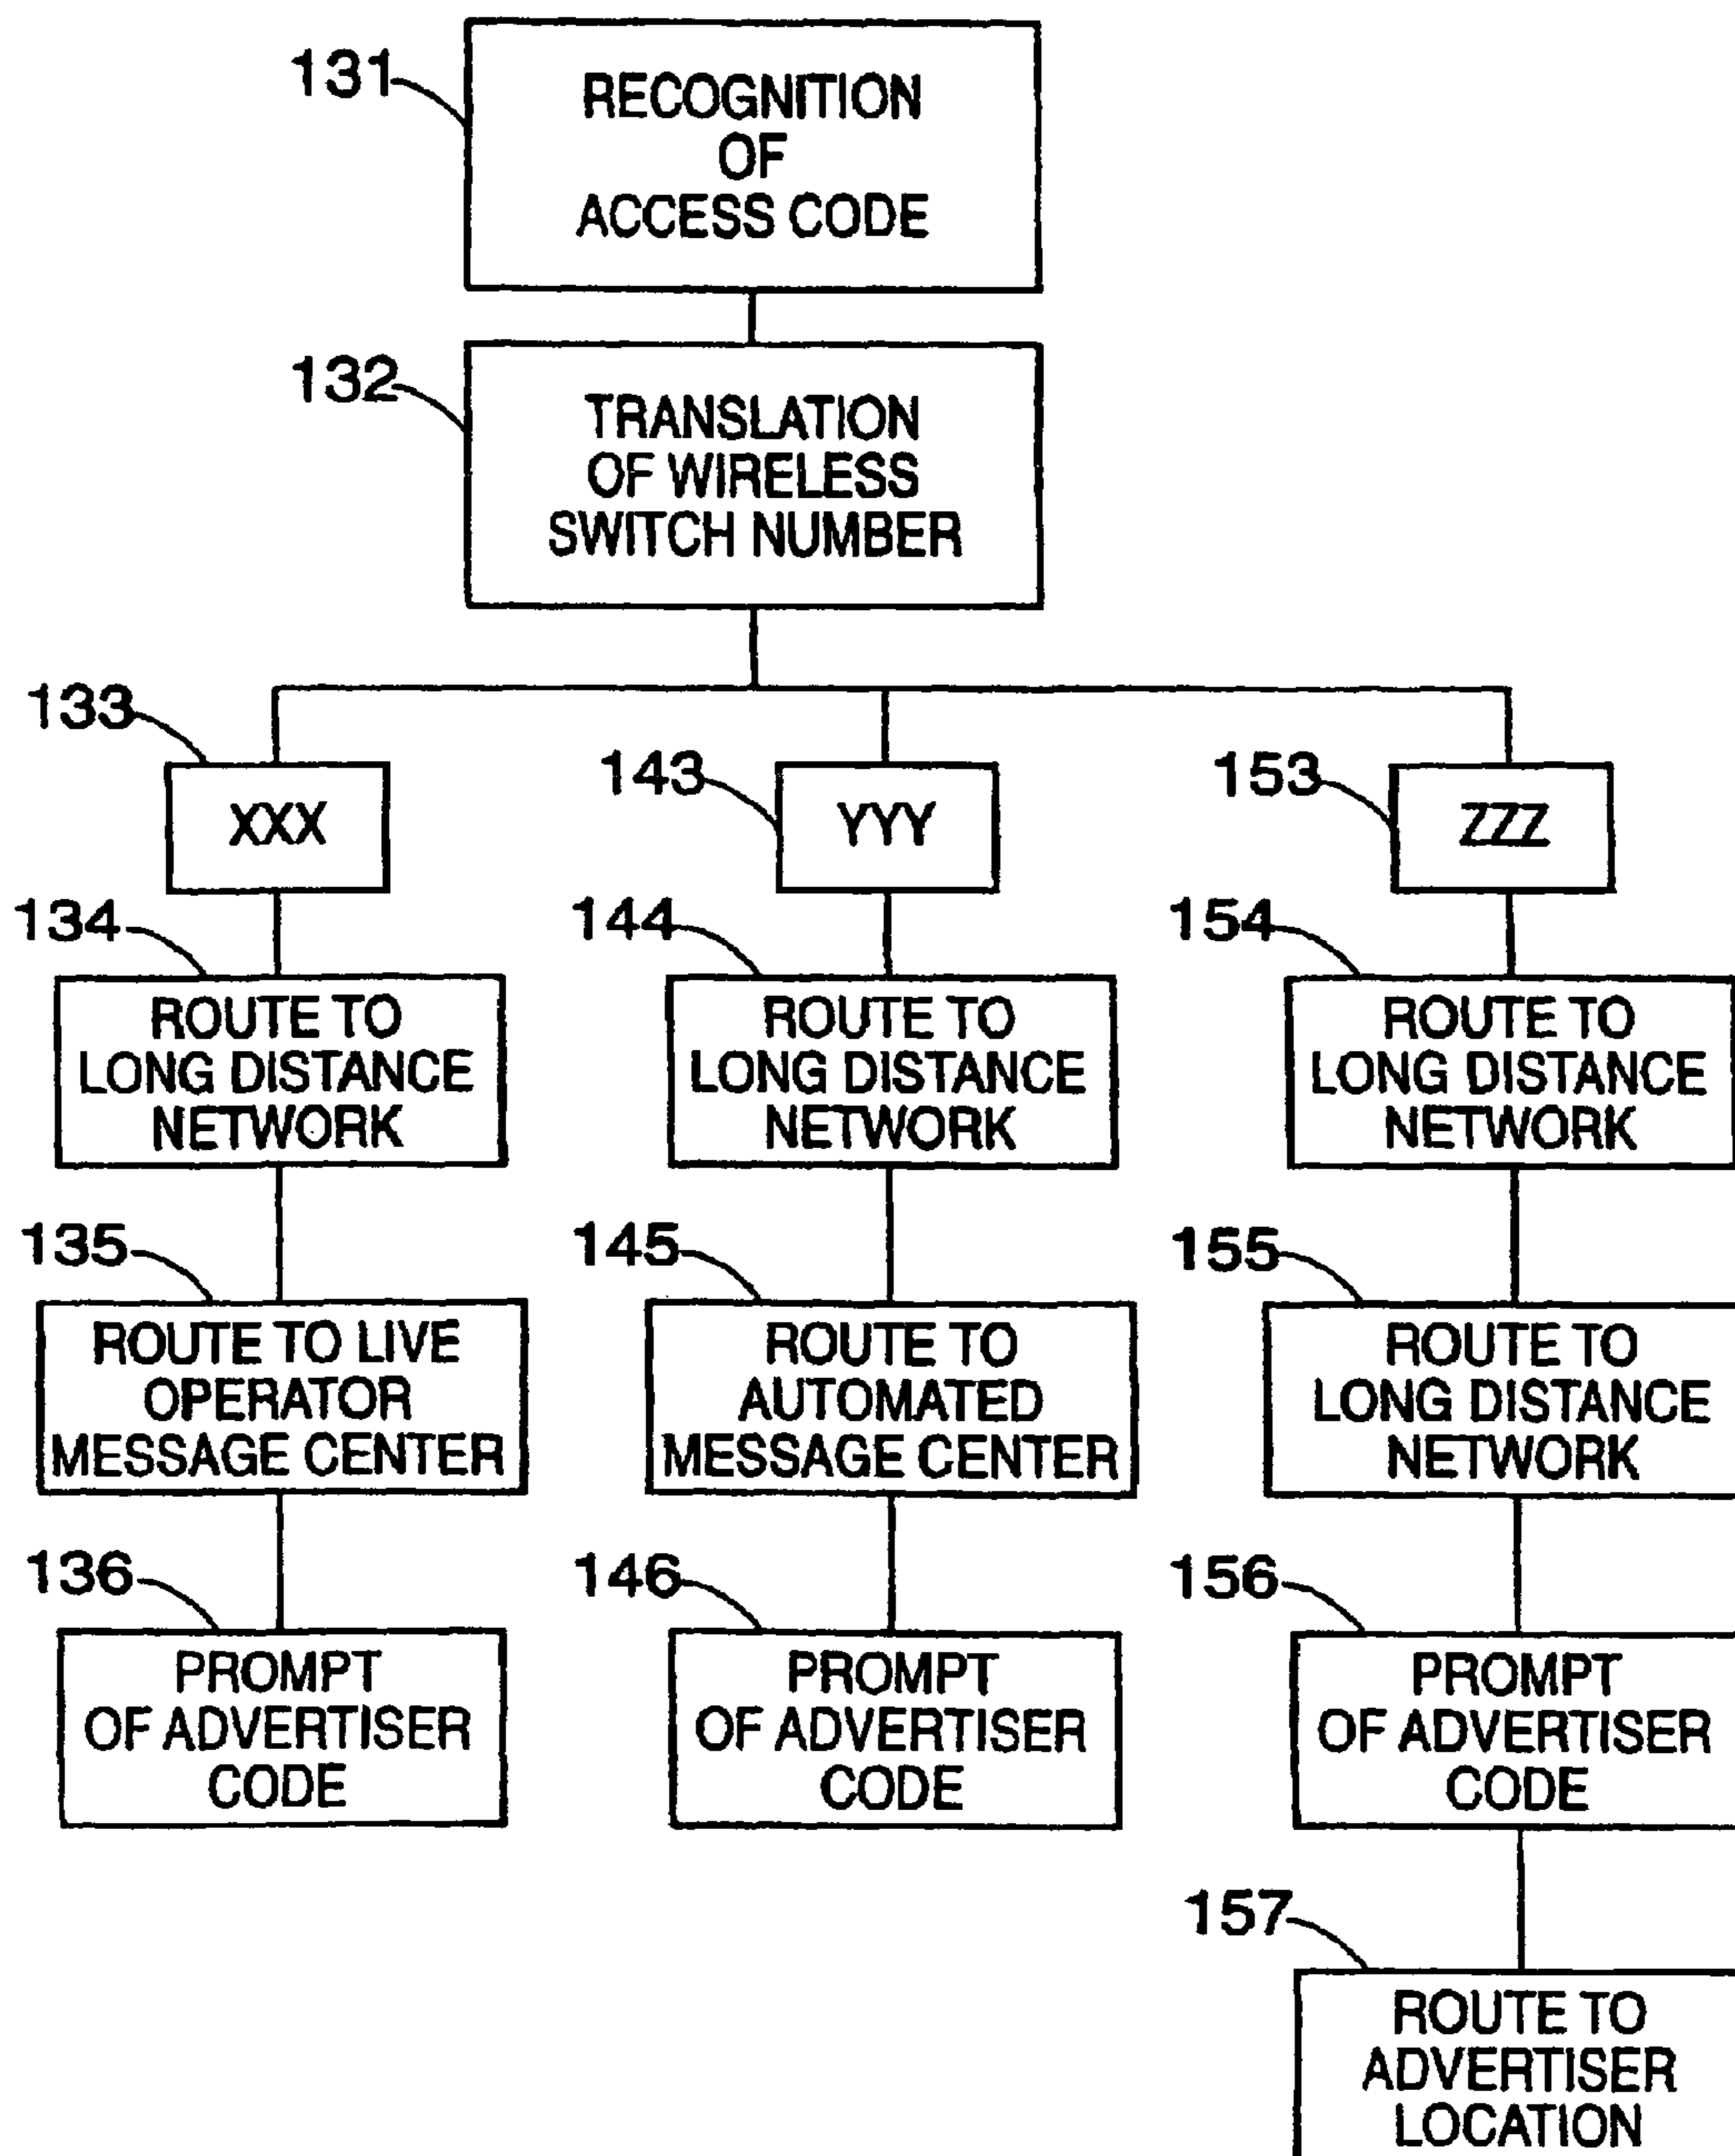 131
RECOGNITION
OF
ACCESS CODE
132
TRANSLATION
OF WIRELESS
SWITCH NUMBER
133
XXX
143
YYY
153
ZZZ
134
ROUTE TO
LONG DISTANCE
NETWORK
144
ROUTE TO
LONG DISTANCE
NETWORK
154
ROUTE TO
LONG DISTANCE
NETWORK
135
ROUTE TO LIVE
OPERATOR
MESSAGE CENTER
145
ROUTE TO
AUTOMATED
MESSAGE CENTER
155
ROUTE TO
LONG DISTANCE
NETWORK
136
PROMPT
OF ADVERTISER
CODE
146
PROMPT
OF ADVERTISER
CODE
156
PROMPT
OF ADVERTISER
CODE
157
ROUTE TO
ADVERTISER
LOCATION